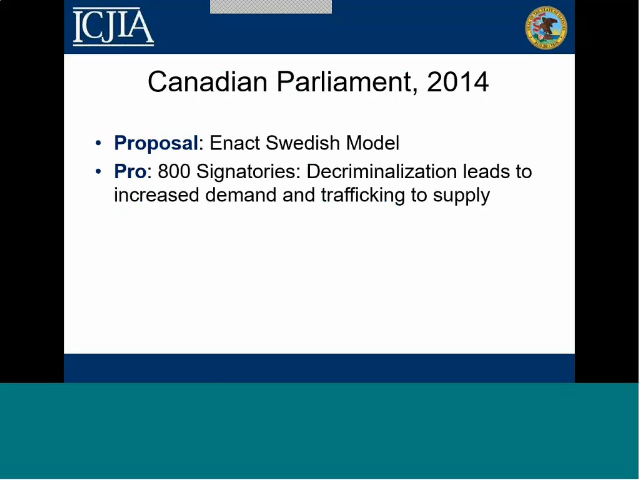 ICJIA
Canadian Parliament, 2014
• Proposal: Enact Swedish Model
• Pro: 800 Signatories: Decriminalization leads to
increased demand and trafficking to supply